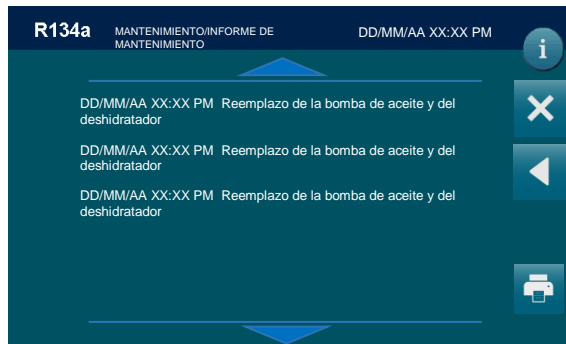 R134a
MANTENIMIENTO/INFORME DE
MANTENIMIENTO
DD/MM/AA XX:XX PM
i
DD/MM/AA XX:XX PM Reemplazo de la bomba de aceite y del
deshidratador
DD/MM/AA XX:XX PM Reemplazo de la bomba de aceite y del
deshidratador
DD/MM/AA XX:XX PM Reemplazo de la bomba de aceite y del
deshidratador